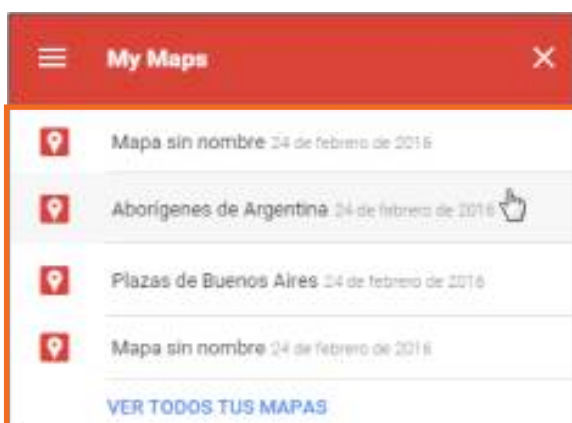 My Maps
Mapa sin nombre 24 de febrero de 2016
Aborígenes de Argentina 24 de febrero de 2016
Plazas de Buenos Aires 24 de febrero de 2016
Mapa sin nombre 24 de febrero de 2016
VER TODOS TUS MAPAS